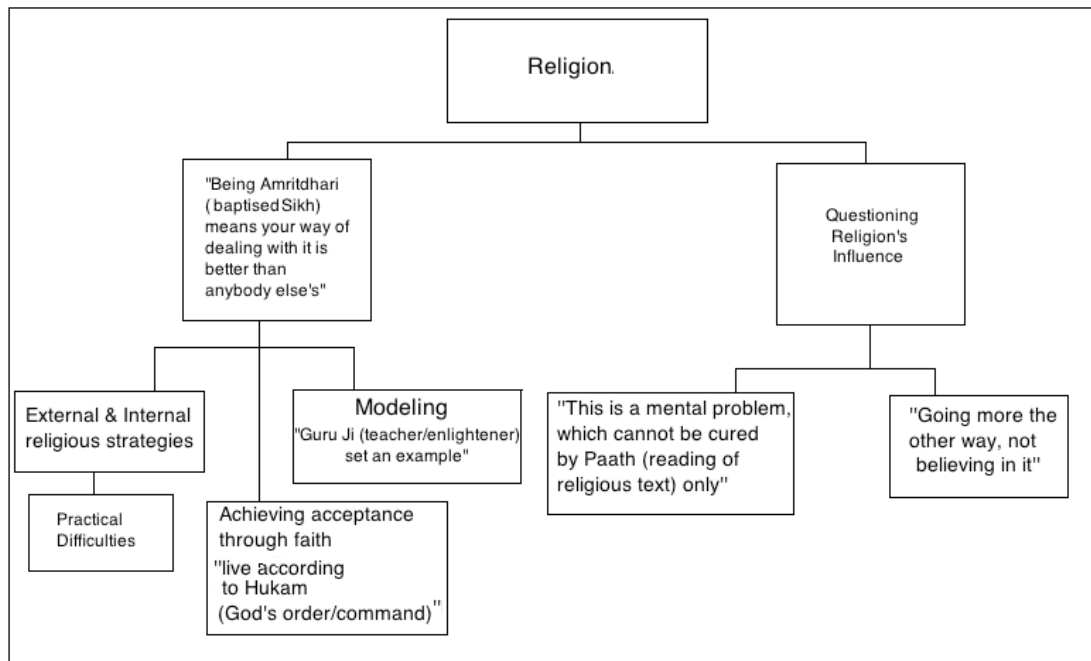 Religion.
"Being Amritdhari
( baptised Sikh)
means your way of
dealing with it is
better than
anybody else's"
Questioning
Religion's
Influence
External & Internal
religious strategies
Modeling
"Guru Ji (teacher/enlightener)
set an example"
"This is a mental problem,
which cannot be cured
by Paath (reading of
religious text) only"
"Going more the
other way, not
believing in it"
Practical
Difficulties
Achieving acceptance
through faith
"live according
to Hukam
(God's order/command) "